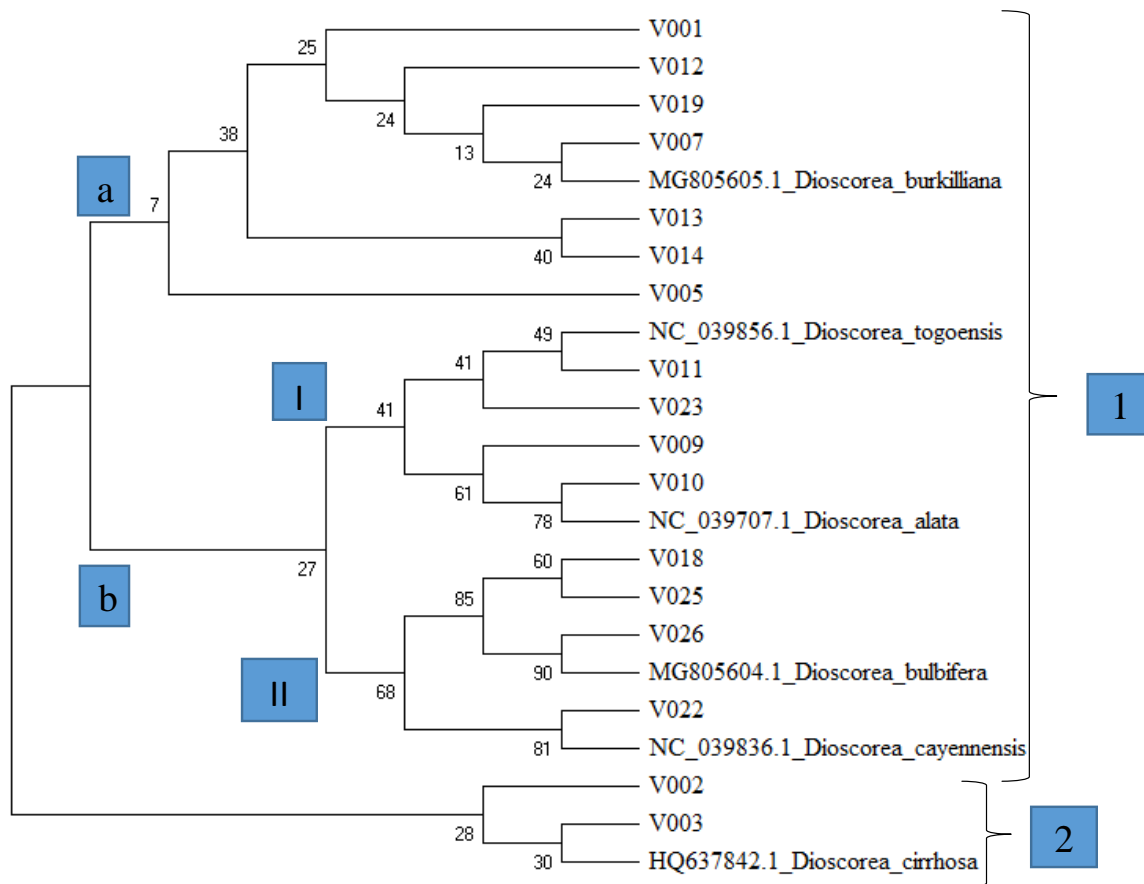 V001
25
V012
V019
24
38
V007
13
MG805605.1_Dioscorea_burkilliana
24
a
7
V013
V014
40
V005
NC_039856.1_Dioscorea_togoensis
49
V011
41
I
41
V023
1
V009
V010
61
NC_039707.1_Dioscorea_alata
78
V018
60
27
b
V025
85
V026
MG805604.1_Dioscorea_bulbifera
90
II
68
V022
NC_039836.1_Dioscorea_cayennensis
81
V002
V003
28
2
HQ637842.1_Dioscorea_cirrhosa
30